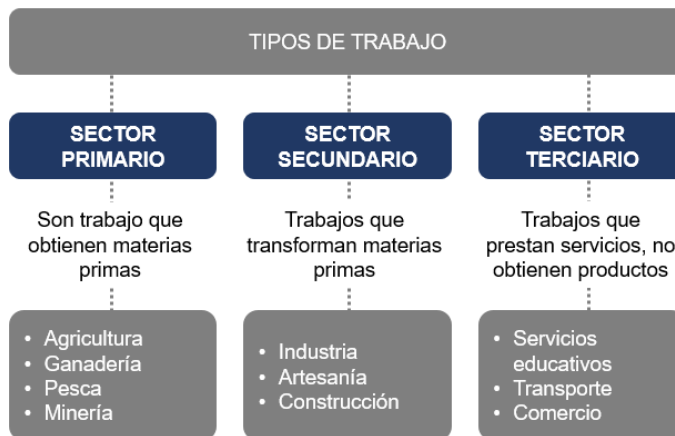 TIPOS DE TRABAJO
SECTOR
PRIMARIO
Son trabajo que
obtienen materias
primas
• Agricultura
• Ganadería
• Pesca
• Minería
SECTOR
SECUNDARIO
Trabajos que
transforman materias
primas
• Industria
• Artesanía
• Construcción
SECTOR
TERCIARIO
Trabajos que
prestan servicios, no
obtienen productos
• Servicios
educativos
• Transporte
• Comercio